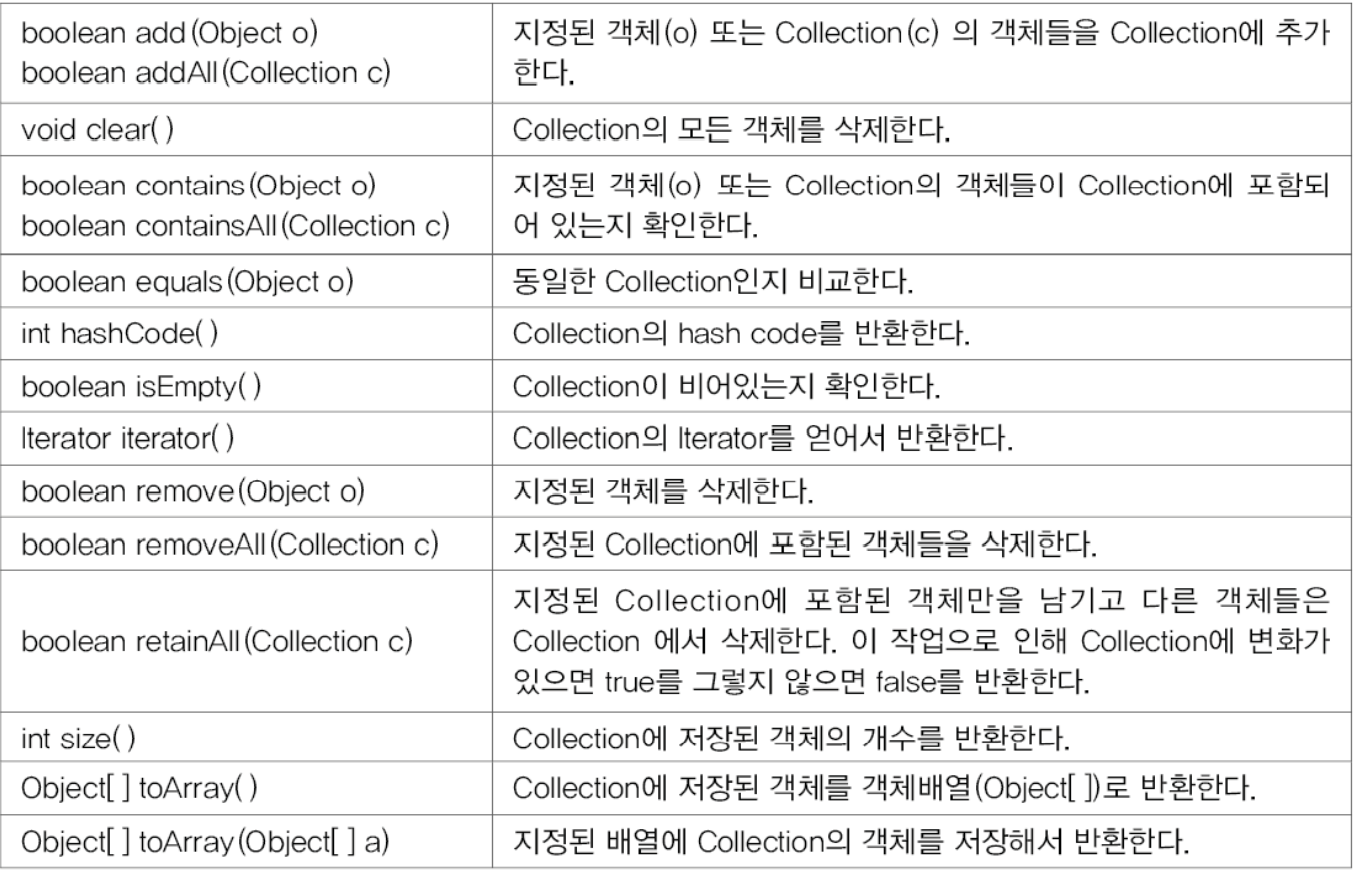 boolean add(Object o)
boolean addAll(Collection c)
지정된 객체(o) 또는 Collection(c) 의 객체들을 Collection에 추가
한다.
void clear( )
Collection의 모든 객체를 삭제한다.
boolean contains(Object o)
boolean containsAll(Collection c)
지정된 객체(o) 또는 Collection의 객체들이 Collection에 포함되
어 있는지 확인한다.
boolean equals(Object o)
동일한 Collection인지 비교한다.
int hashCode( )
Collection의 hash code를 반환한다.
boolean isEmpty( )
Collection이 비어있는지 확인한다.
Iterator iterator( )
Collection의 Iterator를 얻어서 반환한다.
boolean remove(Object o)
지정된 객체를 삭제한다.
boolean removeAll(Collection c)
지정된 Collection에 포함된 객체들을 삭제한다.
boolean retainAll(Collection c)
지정된 Collection에 포함된 객체만을 남기고 다른 객체들은
Collection 에서 삭제한다. 이 작업으로 인해 Collection에 변화가
있으면 true를 그렇지 않으면 false를 반환한다.
int size( )
Collection에 저장된 객체의 개수를 반환한다.
Object[ ] toArray( )
Collection에 저장된 객체를 객체배열(Object[ ])로 반환한다.
Object[ ] toArray(Object[ ] a)
지정된 배열에 Collection의 객체를 저장해서 반환한다.